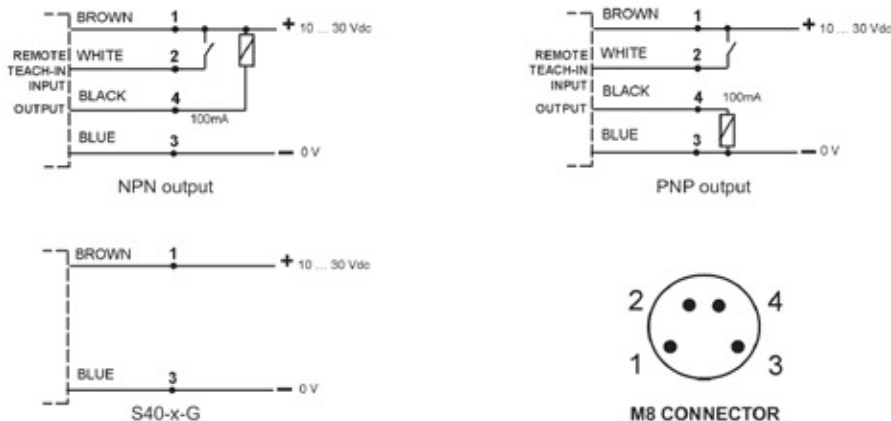 BROWN 1 + 10 ... 30 Vdc
REMOTE TEACH-IN INPUT
WHITE 2
BLACK
OUTPUT 4 100mA
BLUE 3 - 0 V
NPN output
BROWN 1 + 10 ... 30 Vdc
REMOTE TEACH-IN INPUT
WHITE 2
BLACK
OUTPUT 4 100mA
BLUE 3 - 0 V
PNP output
BROWN 1 + 10 ... 30 Vdc
BLUE 3 - 0 V
S40-x-G
2 4
1 3
M8 CONNECTOR